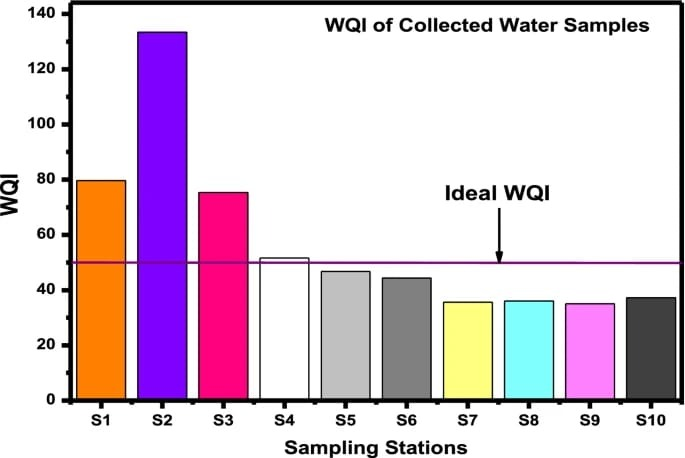 WQI of Collected Water Samples
140
120
100
80
60
40
20
0
WQI
Ideal WQI
S1 S2 S3 S4 S5 S6 S7 S8 S9 S10
Sampling Stations